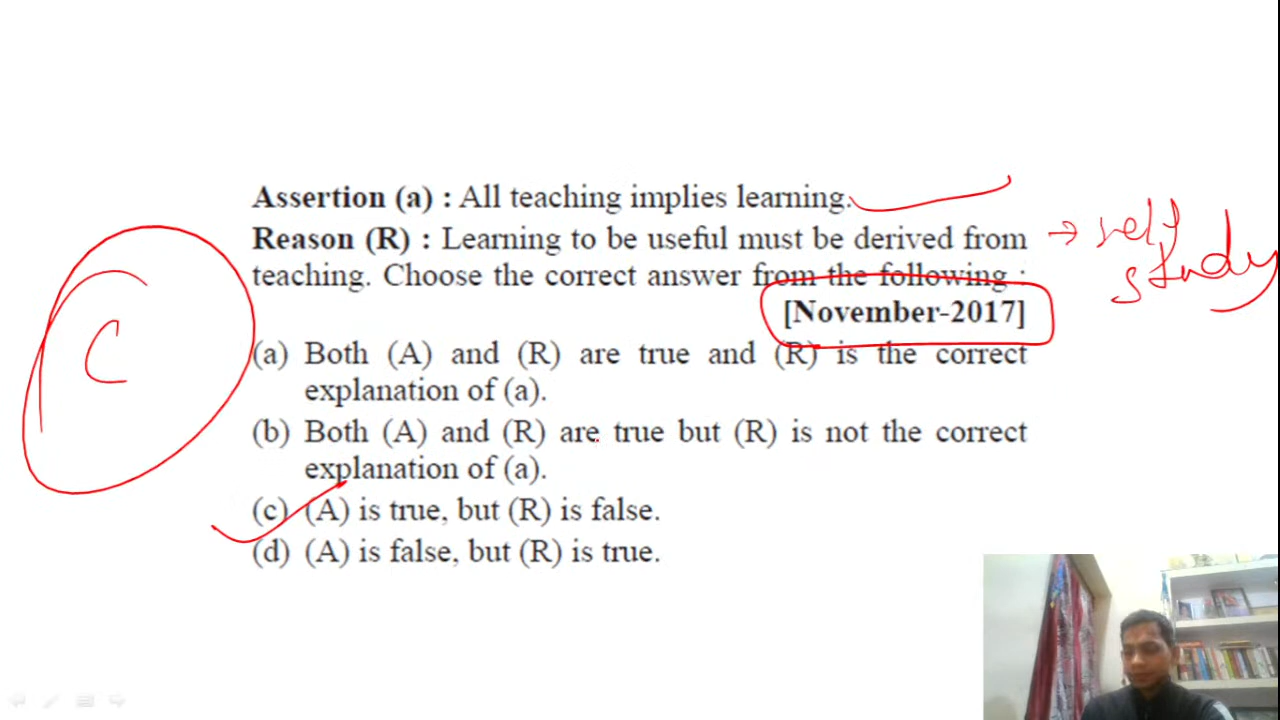 Assertion (a) : All teaching implies learning.
Reason (R) : Learning to be useful must be derived from
teaching. Choose the correct answer from the following :
[November-2017]
→ self
study
C
(a) Both (A) and (R) are true and (R) is the correct
explanation of (a).
(b) Both (A) and (R) are true but (R) is not the correct
explanation of (a).
(c) (A) is true, but (R) is false.
(d) (A) is false, but (R) is true.